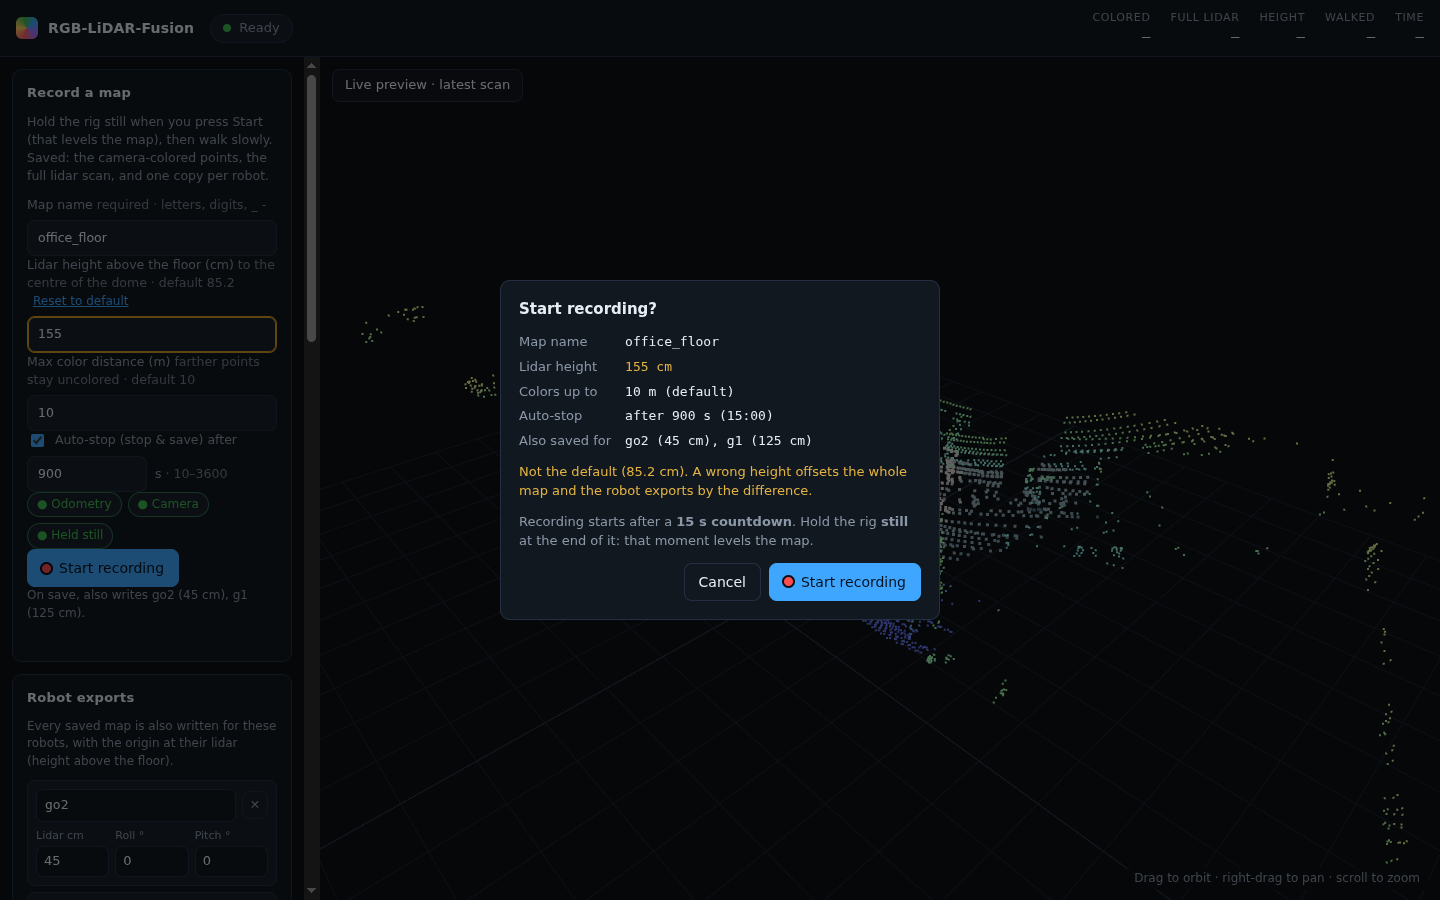 RGB-LiDAR-Fusion
Ready
COLORED FULL LIDAR HEIGHT WALKED TIME
— — — — —
Record a map
Hold the rig still when you press Start
(that levels the map), then walk slowly.
Saved: the camera-colored points, the
full lidar scan, and one copy per robot.
Map name required · letters, digits, _ -
office_floor
Lidar height above the floor (cm) to the
centre of the dome · default 85.2
Reset to default
155
Max color distance (m) farther points
stay uncolored · default 10
10
Auto-stop (stop & save) after
900 s · 10–3600
Odometry Camera
Held still
Start recording
On save, also writes go2 (45 cm), g1
(125 cm).
Robot exports
Every saved map is also written for these
robots, with the origin at their lidar
(height above the floor).
go2 ×
Lidar cm Roll ° Pitch °
45 0 0
Live preview · latest scan
Start recording?
Map name office_floor
Lidar height 155 cm
Colors up to 10 m (default)
Auto-stop after 900 s (15:00)
Also saved for go2 (45 cm), g1 (125 cm)
Not the default (85.2 cm). A wrong height offsets the whole
map and the robot exports by the difference.
Recording starts after a 15 s countdown. Hold the rig still
at the end of it: that moment levels the map.
Cancel Start recording
Drag to orbit · right-drag to pan · scroll to zoom